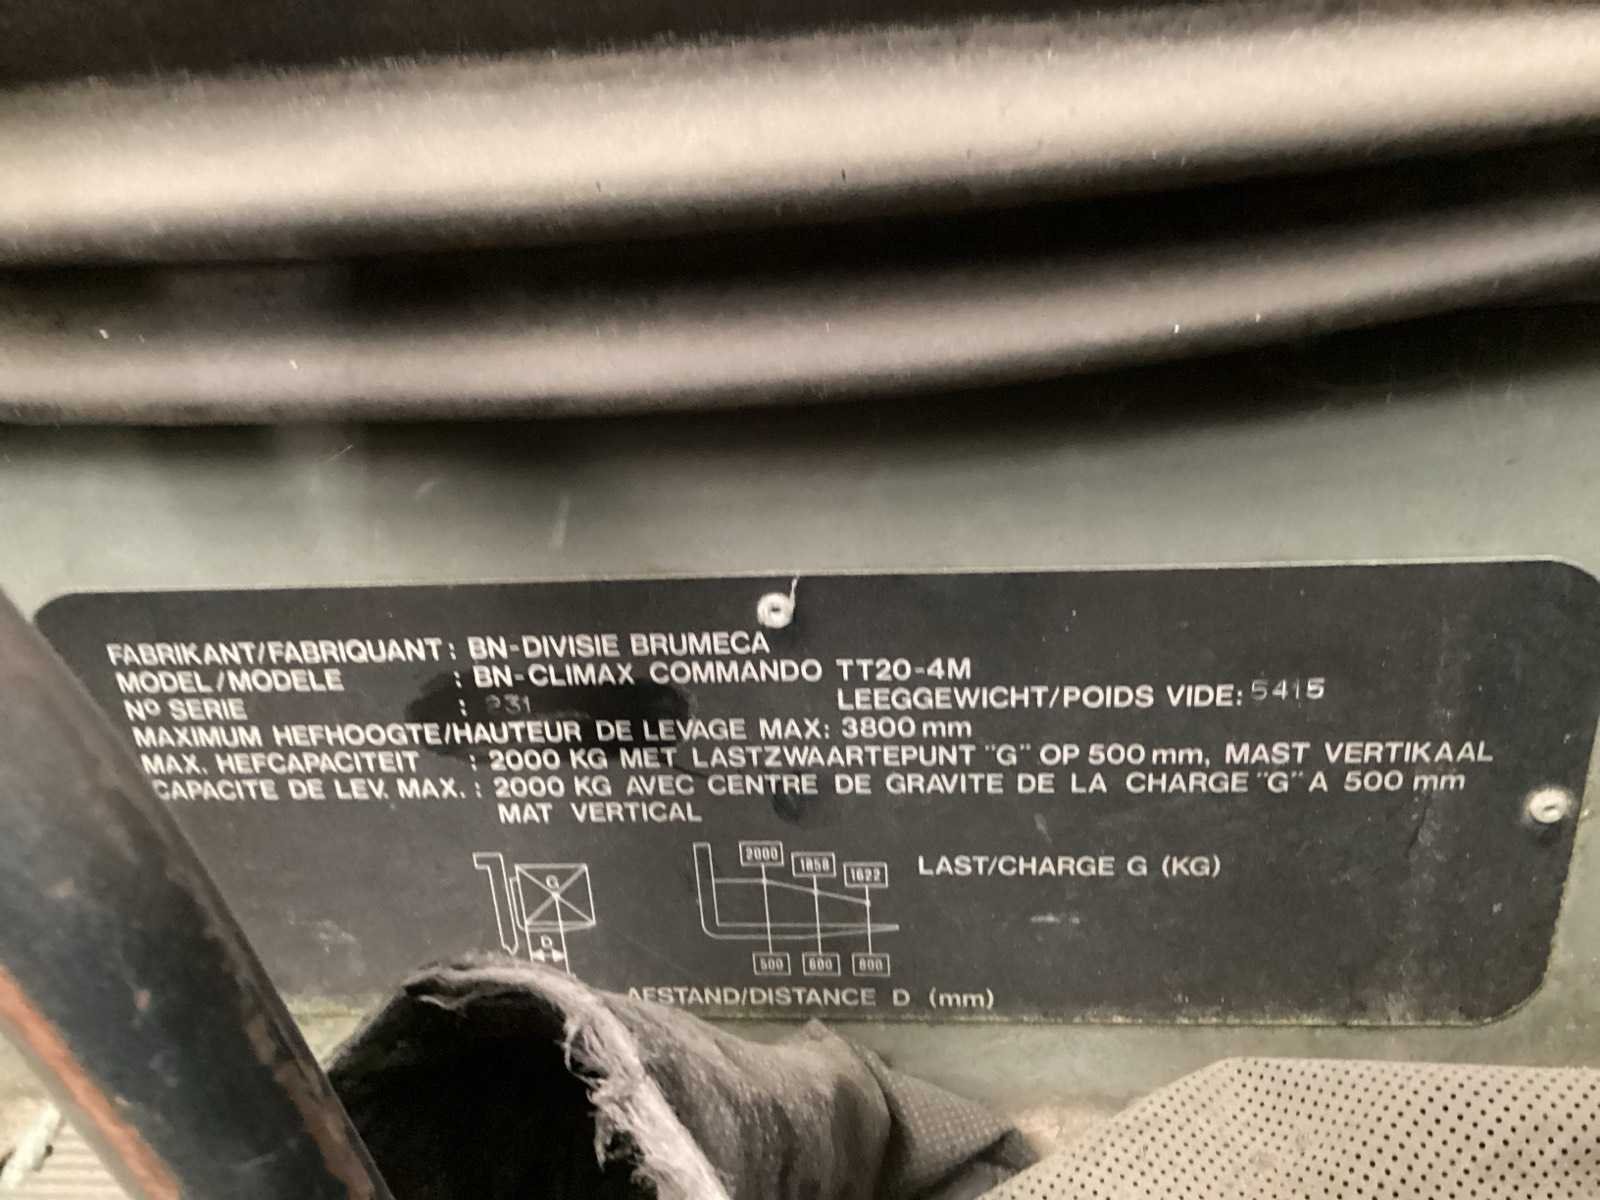 FABRIKANT/FABRIQUANT : BN-DIVISIE BRUMECA
MODEL/MODELE : BN-CLIMAX COMMANDO TT20-4M
Nº SERIE : 231 LEEGGEWICHT/POIDS VIDE: 5415
MAXIMUM HEFHOOGTE/HAUTEUR DE LEVAGE MAX: 3800 mm
MAX. HEFCAPACITEIT : 2000 KG MET LASTZWAARTEPUNT "G" OP 500 mm, MAST VERTIKAAL
CAPACITE DE LEV. MAX. : 2000 KG AVEC CENTRE DE GRAVITE DE LA CHARGE "G" A 500 mm
MAT VERTICAL
2000 1858 1622 LAST/CHARGE G (KG)
G
D
500 600 800
AFSTAND/DISTANCE D (mm)